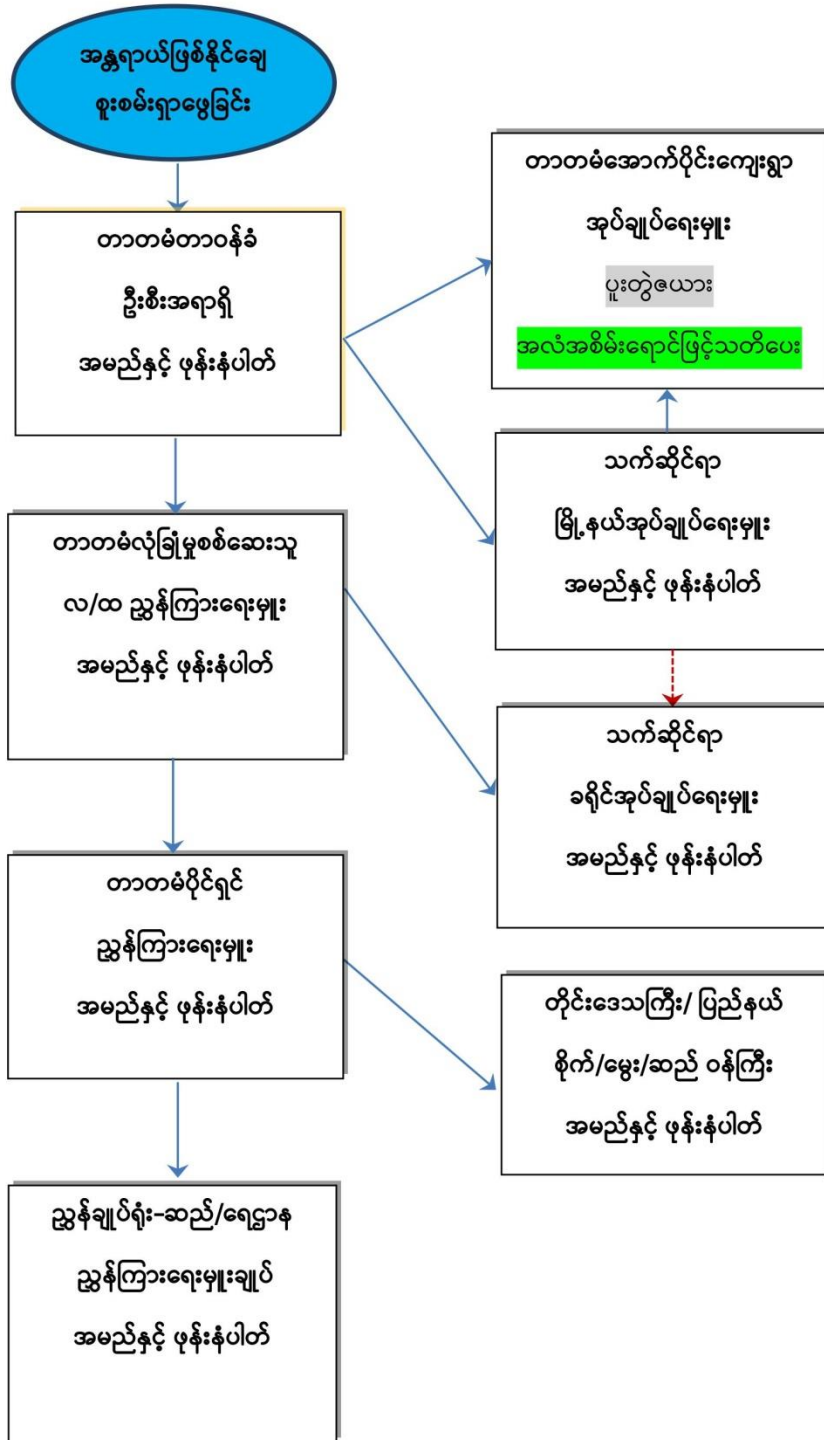 အန္တရာယ်ဖြစ်နိုင်ချေ
စူးစမ်းရှာဖွေခြင်း
တာတမံတာဝန်ခံ
ဦးစီးအရာရှိ
အမည်နှင့် ဖုန်းနံပါတ်
တာတမံလုံခြုံမှုစစ်ဆေးသူ
လ/ထ ညွှန်ကြားရေးမှူး
အမည်နှင့် ဖုန်းနံပါတ်
တာတမံပိုင်ရှင်
ညွှန်ကြားရေးမှူး
အမည်နှင့် ဖုန်းနံပါတ်
ညွှန်ချုပ်ရုံး-ဆည်/ရေဌာန
ညွှန်ကြားရေးမှူးချုပ်
အမည်နှင့် ဖုန်းနံပါတ်
တာတမံအောက်ပိုင်းကျေးရွာ
အုပ်ချုပ်ရေးမှူး
ပူးတွဲဇယား
အလံအစိမ်းရောင်ဖြင့်သတိပေး
သက်ဆိုင်ရာ
မြို့နယ်အုပ်ချုပ်ရေးမှူး
အမည်နှင့် ဖုန်းနံပါတ်
သက်ဆိုင်ရာ
ခရိုင်အုပ်ချုပ်ရေးမှူး
အမည်နှင့် ဖုန်းနံပါတ်
တိုင်းဒေသကြီး/ ပြည်နယ်
စိုက်/မွေး/ဆည် ဝန်ကြီး
အမည်နှင့် ဖုန်းနံပါတ်